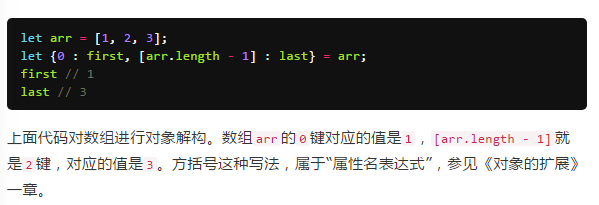 let arr = [1, 2, 3];
let {0 : first, [arr.length - 1] : last} = arr;
first // 1
last // 3
上面代码对数组进行对象解构。数组arr的0键对应的值是1，[arr.length - 1]就
是2键，对应的值是3。方括号这种写法，属于“属性名表达式”，参见《对象的扩展》
一章。